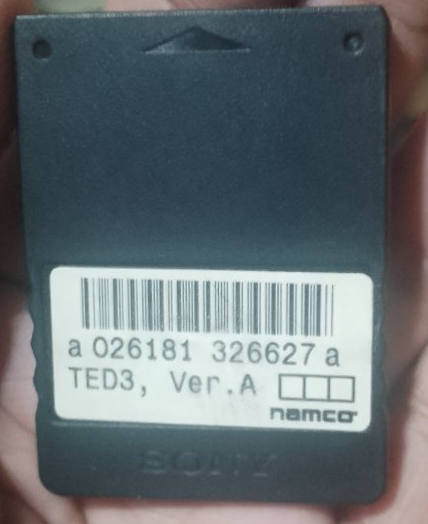 a 026181 326627 a
TED3, Ver.A
namco
SONY